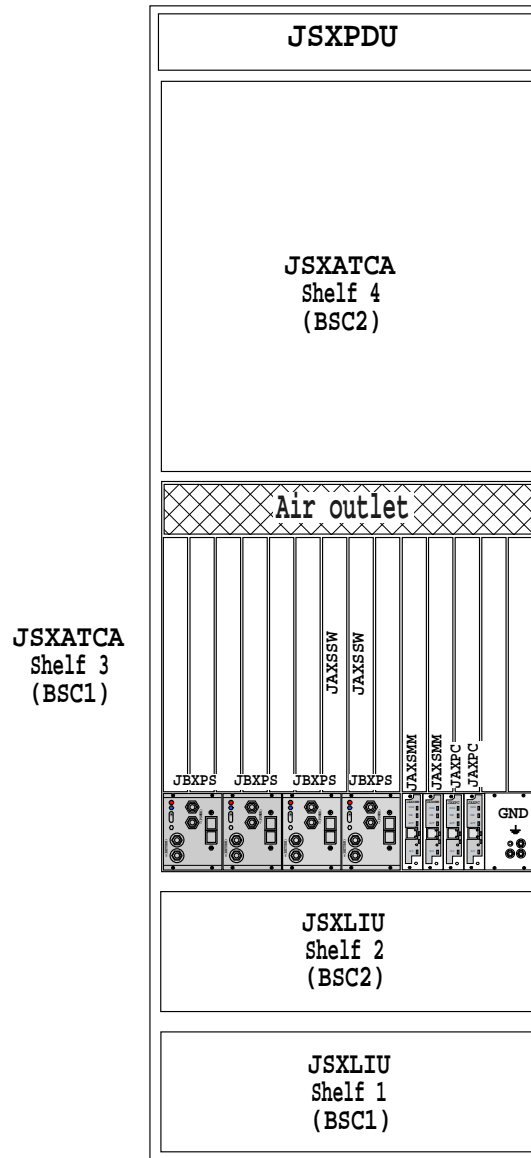 JSXPDU
JSXATCA
Shelf 4
(BSC2)
Air outlet
JSXATCA
Shelf 3
(BSC1)
JAXSSW
JAXSSW
JBXPS
JBXPS
JBXPS
JBXPS
JAXSMM
JAXSMM
JAXPC
JAXPC
GND
JSXLIU
Shelf 2
(BSC2)
JSXLIU
Shelf 1
(BSC1)